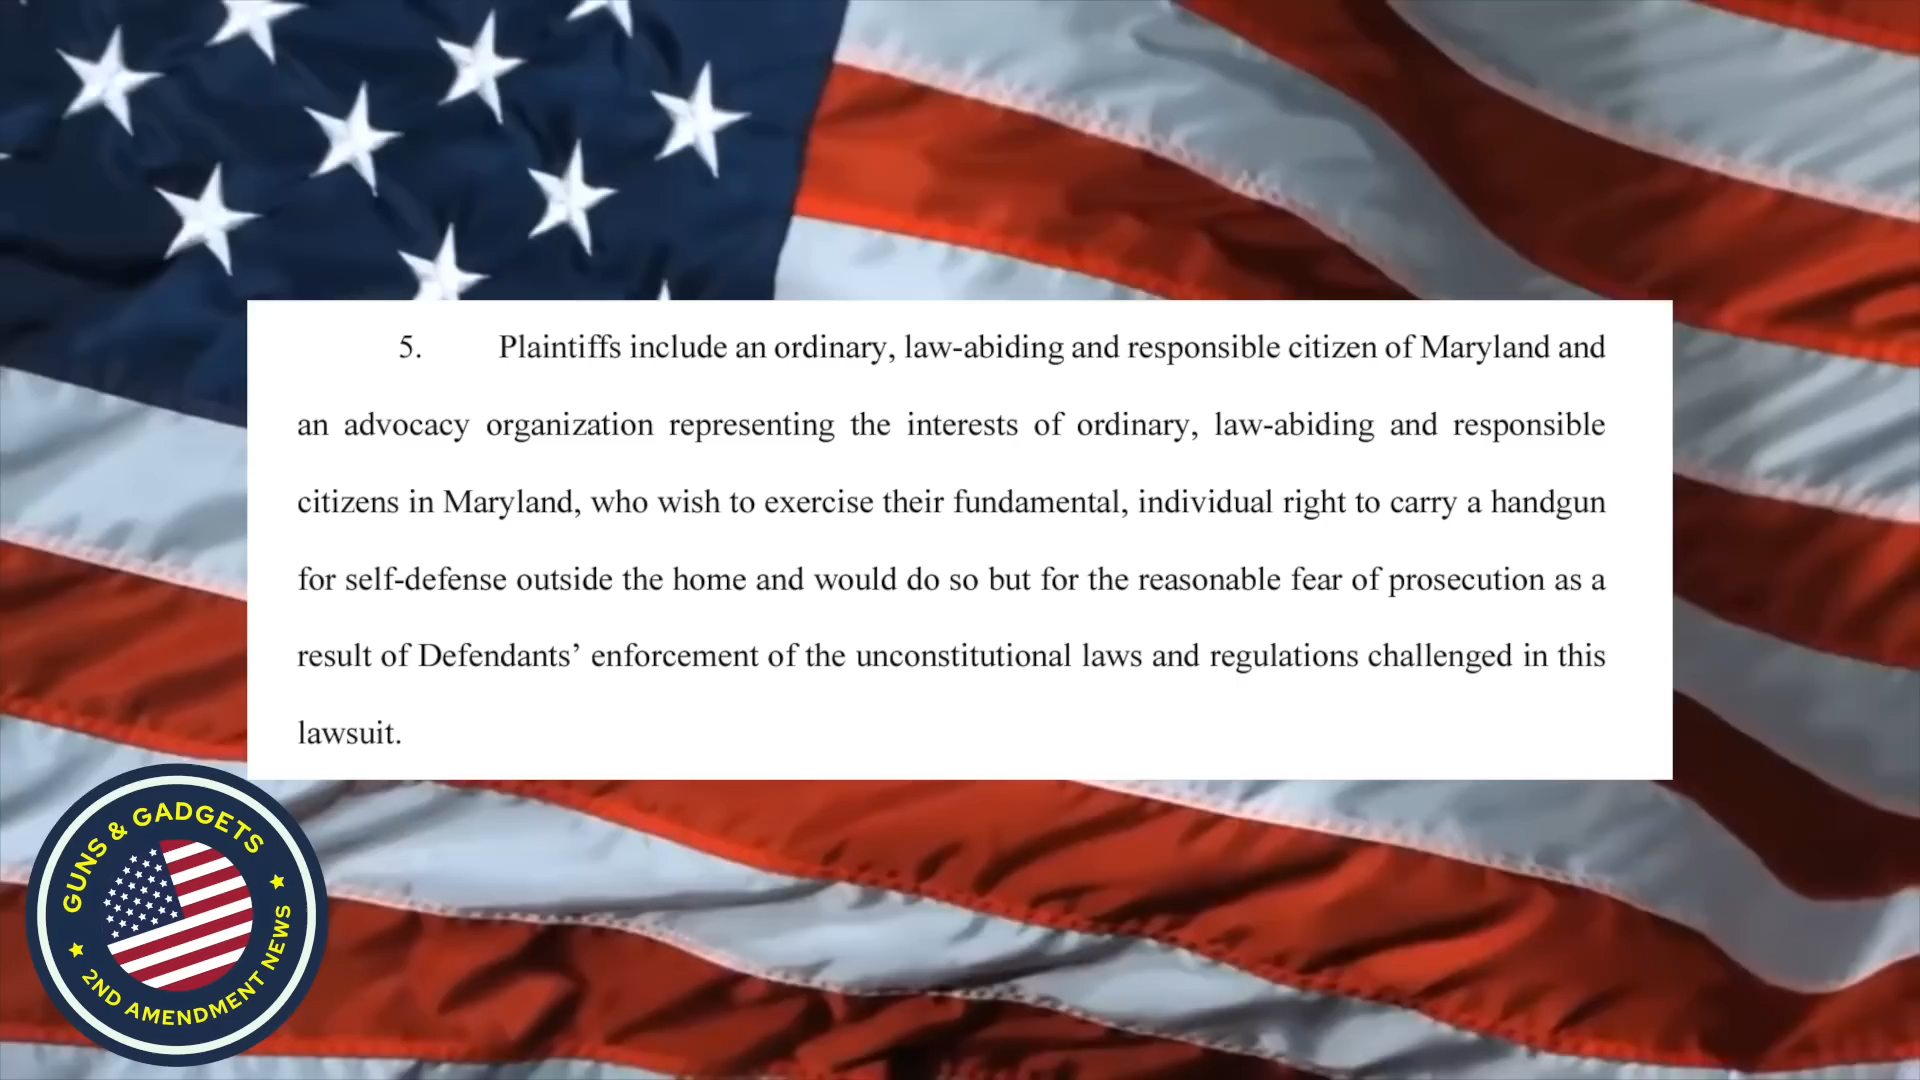 5. Plaintiffs include an ordinary, law-abiding and responsible citizen of Maryland and
an advocacy organization representing the interests of ordinary, law-abiding and responsible
citizens in Maryland, who wish to exercise their fundamental, individual right to carry a handgun
for self-defense outside the home and would do so but for the reasonable fear of prosecution as a
result of Defendants’ enforcement of the unconstitutional laws and regulations challenged in this
lawsuit.
GUNS & GADGETS
2ND AMENDMENT NEWS